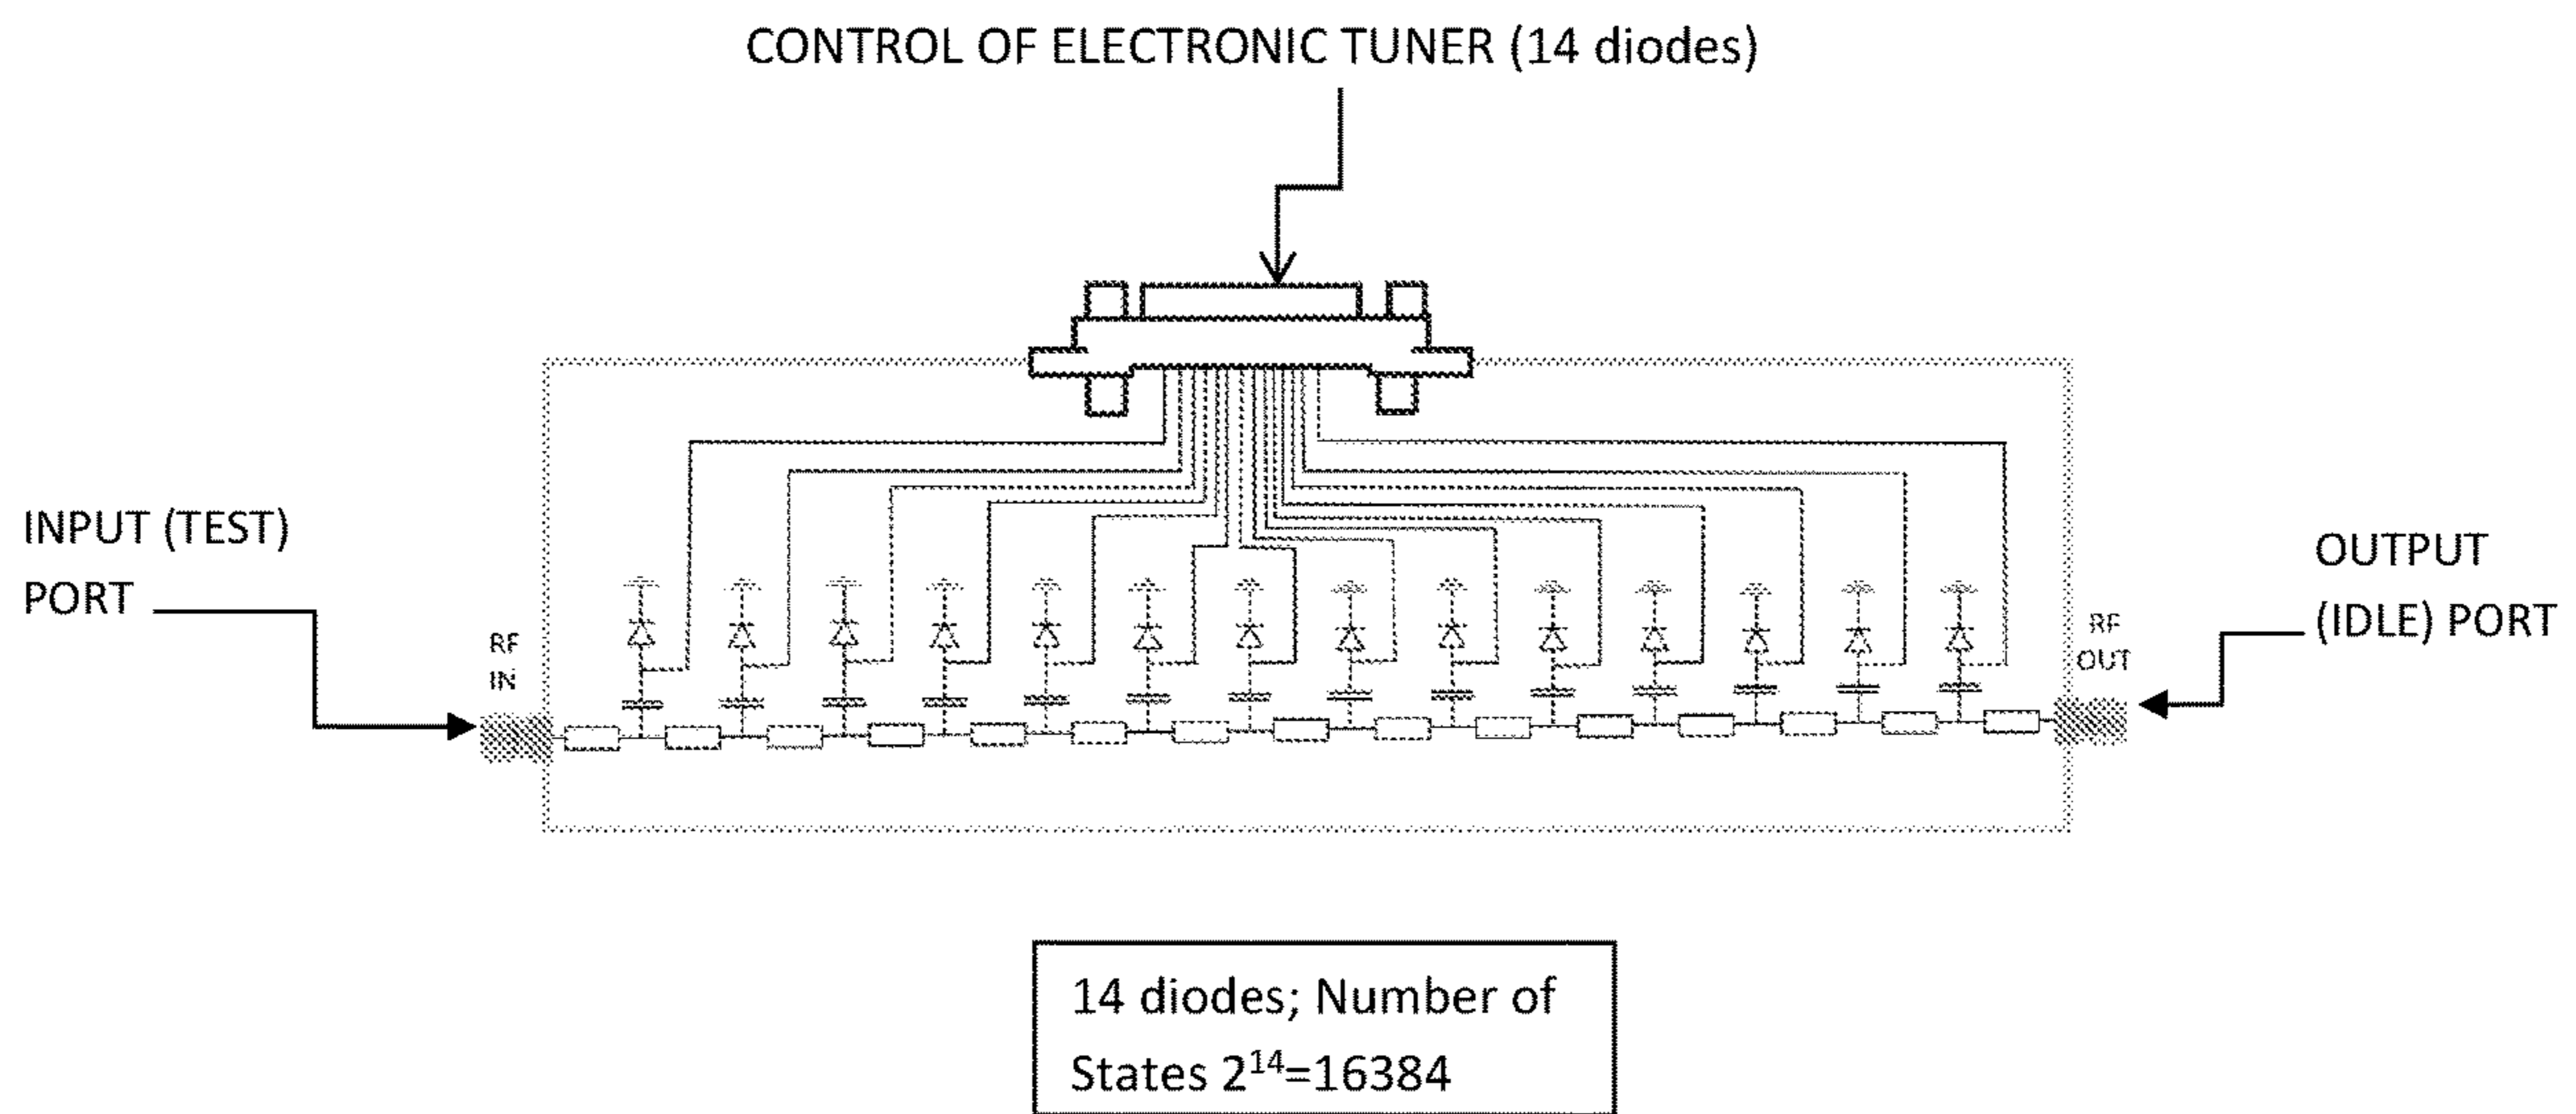 CONTROL OF ELECTRONIC TUNER (14 diodes)
INPUT (TEST)
PORT
RF
IN
OUTPUT
(IDLE) PORT
RF
OUT
14 diodes; Number of
States 2¹⁴=16384